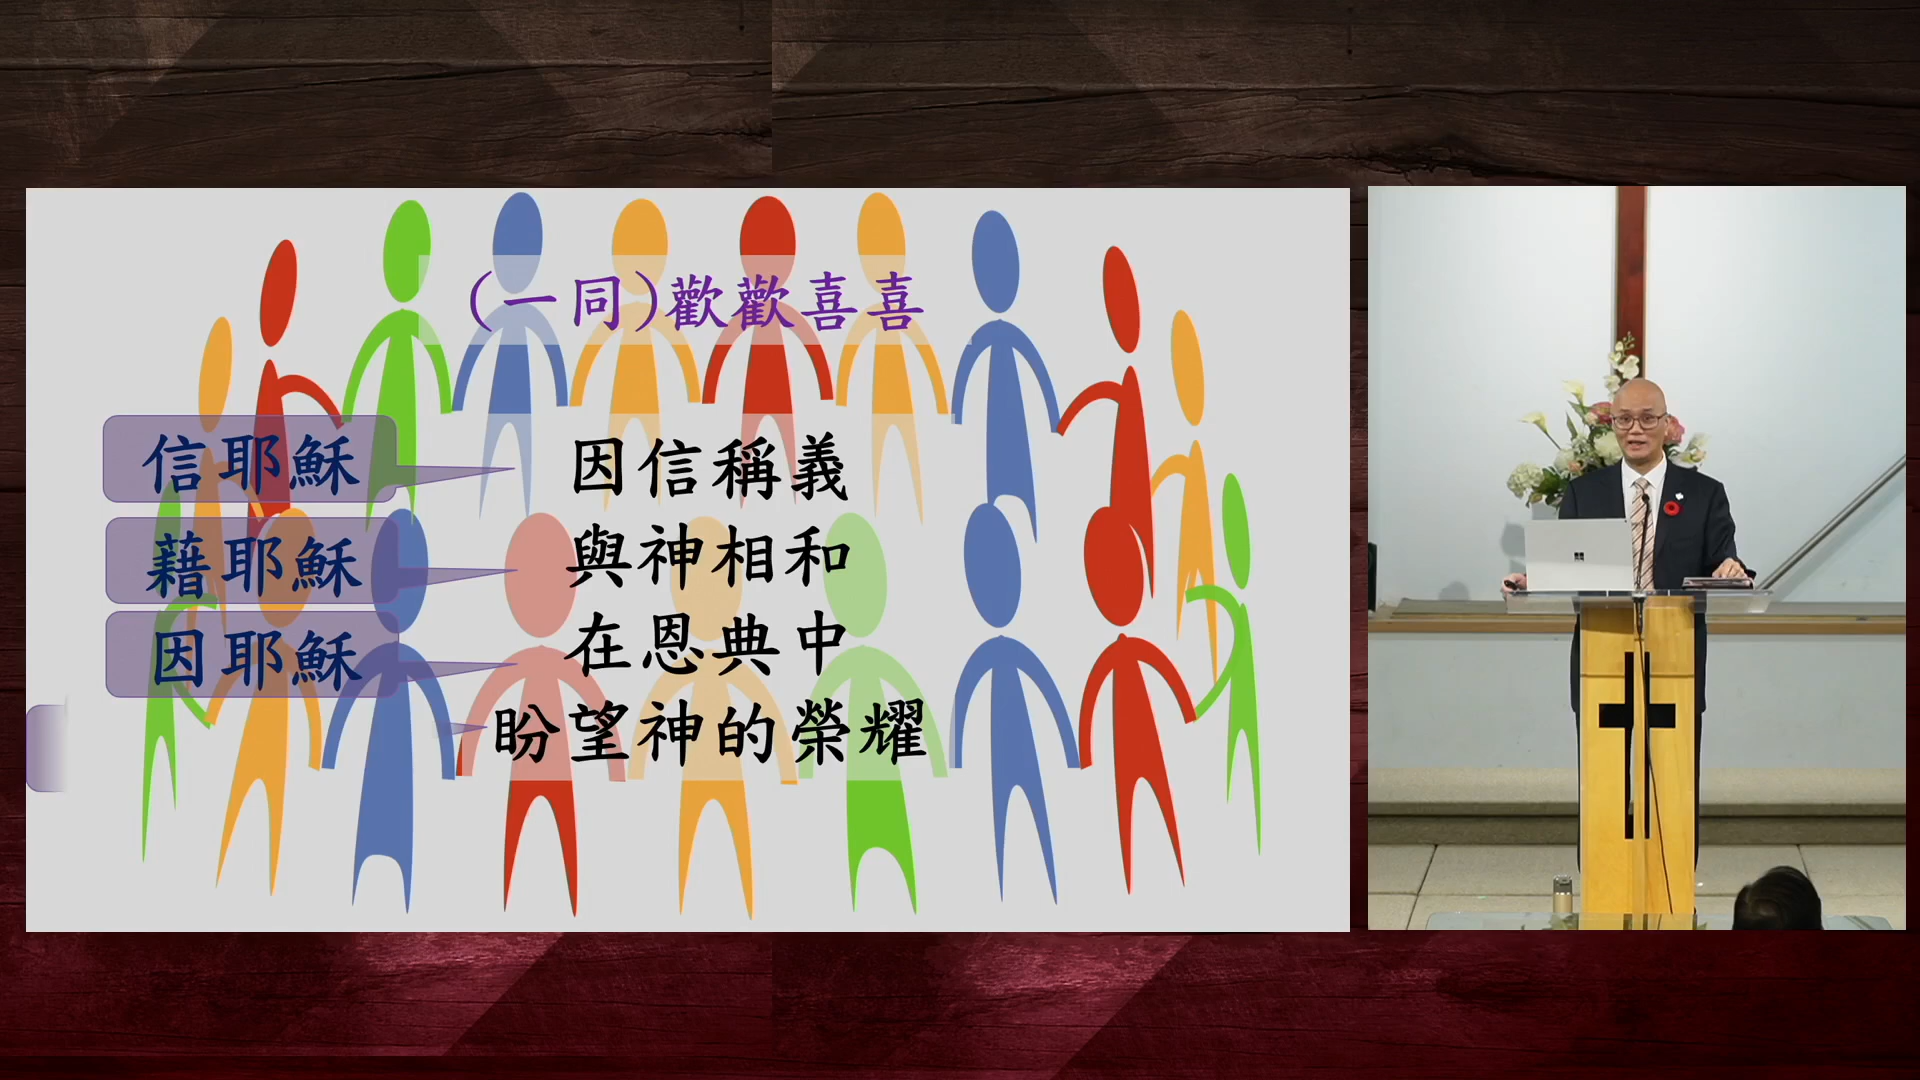 (一同)歡歡喜喜
信耶穌 因信稱義
藉耶穌 與神相和
因耶穌 在恩典中
盼望神的榮耀